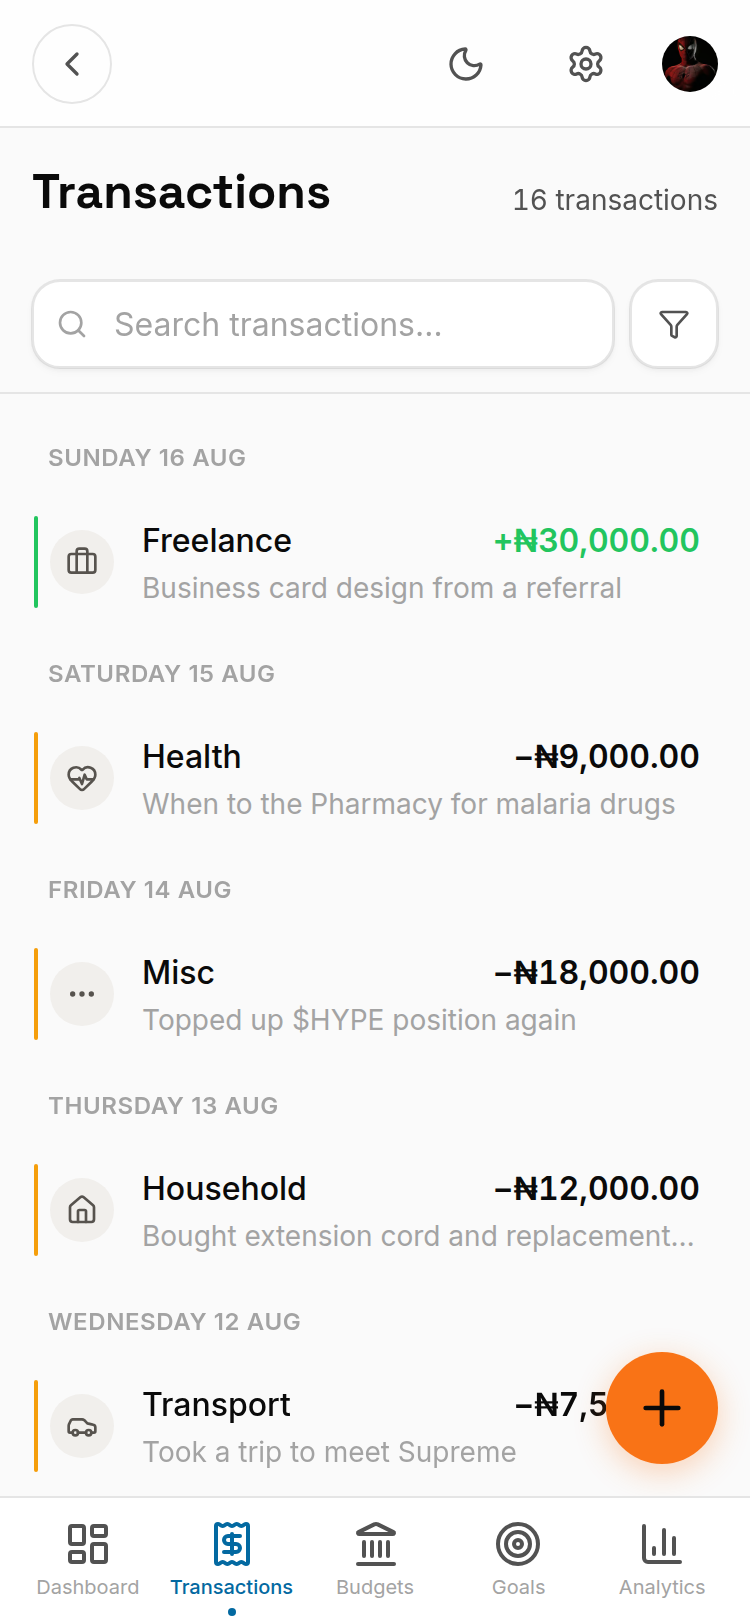 Transactions
16 transactions
Search transactions...
SUNDAY 16 AUG
Freelance +₦30,000.00
Business card design from a referral
SATURDAY 15 AUG
Health −₦9,000.00
When to the Pharmacy for malaria drugs
FRIDAY 14 AUG
Misc −₦18,000.00
Topped up $HYPE position again
THURSDAY 13 AUG
Household −₦12,000.00
Bought extension cord and replacement...
WEDNESDAY 12 AUG
Transport −₦7,5
Took a trip to meet Supreme
Dashboard Transactions Budgets Goals Analytics